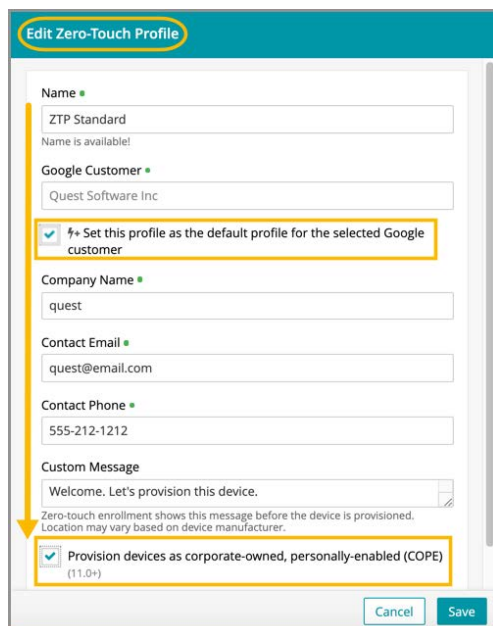 Edit Zero-Touch Profile
Name
ZTP Standard
Name is available!
Google Customer
Quest Software Inc
Set this profile as the default profile for the selected Google
customer
Company Name
quest
Contact Email
quest@email.com
Contact Phone
555-212-1212
Custom Message
Welcome. Let's provision this device.
Zero-touch enrollment shows this message before the device is provisioned.
Location may vary based on device manufacturer.
Provision devices as corporate-owned, personally-enabled (COPE)
(11.0+)
Cancel Save